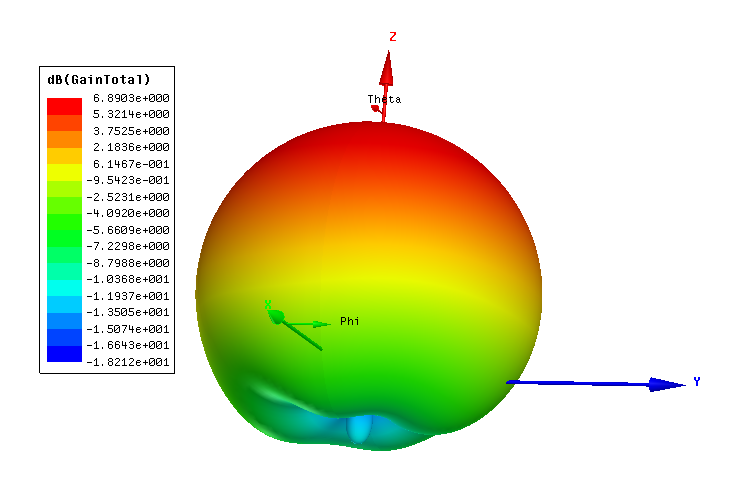 Z
dB(GainTotal)
6.8903e+000
5.3214e+000
3.7525e+000
2.1836e+000
6.1467e-001
-9.5423e-001
-2.5231e+000
-4.0920e+000
-5.6609e+000
-7.2298e+000
-8.7988e+000
-1.0368e+001
-1.1937e+001
-1.3505e+001
-1.5074e+001
-1.6643e+001
-1.8212e+001
Theta
X
Phi
Y